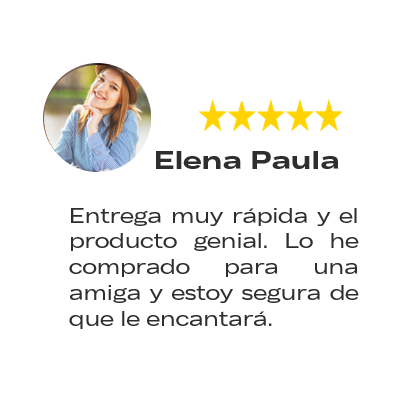 Elena Paula
Entrega muy rápida y el
producto genial. Lo he
comprado para una
amiga y estoy segura de
que le encantará.